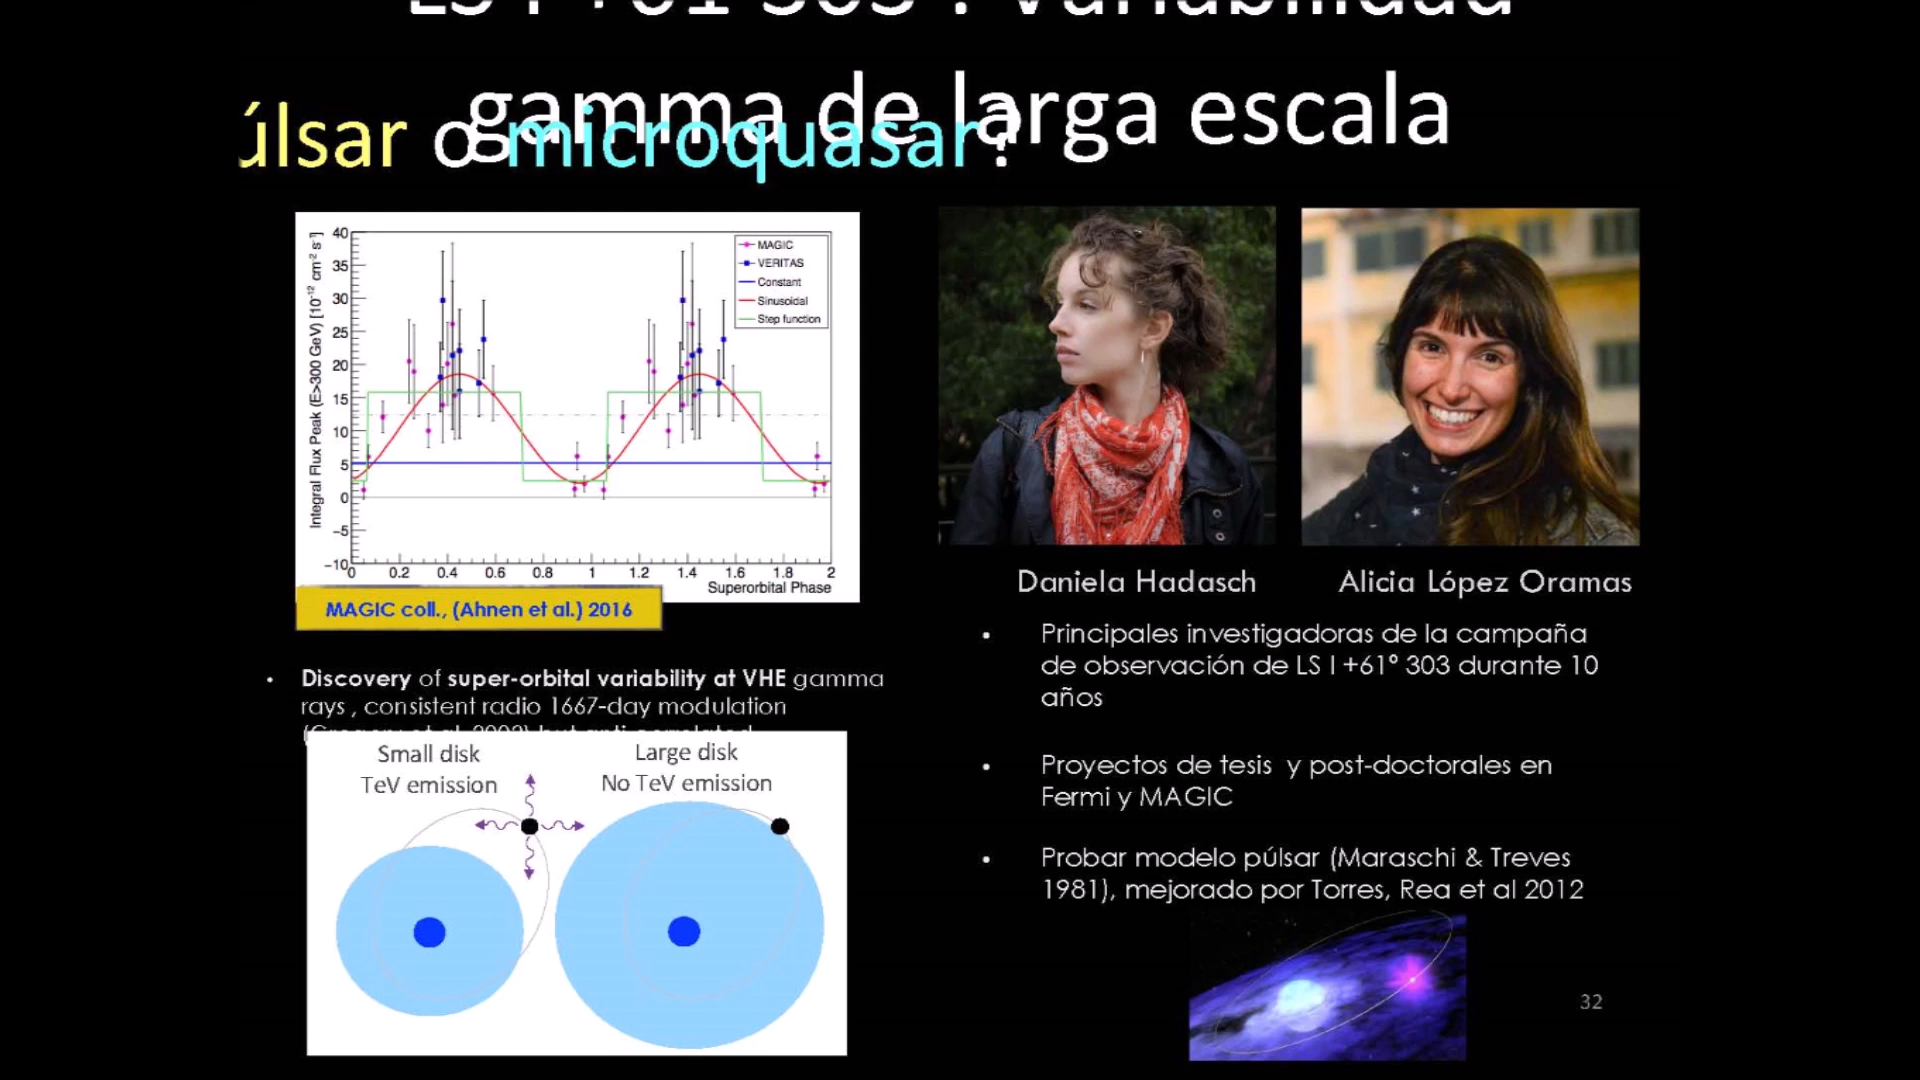 LS I +61 303 : Variabilidad
gamma de larga escala
úlsar o microquasar?
40
35
30
25
20
15
10
5
0
−5
−10
Integral Flux Peak (E>300 GeV) [10⁻¹² cm⁻² s⁻¹]
MAGIC
VERITAS
Constant
Sinusoidal
Step function
0 0.2 0.4 0.6 0.8 1 1.2 1.4 1.6 1.8 2
Superorbital Phase
MAGIC coll., (Ahnen et al.) 2016
Discovery of super-orbital variability at VHE gamma
rays , consistent radio 1667-day modulation
Small disk
TeV emission
Large disk
No TeV emission
Daniela Hadasch
Alicia López Oramas
Principales investigadoras de la campaña
de observación de LS I +61º 303 durante 10
años
Proyectos de tesis y post-doctorales en
Fermi y MAGIC
Probar modelo púlsar (Maraschi & Treves
1981), mejorado por Torres, Rea et al 2012
32